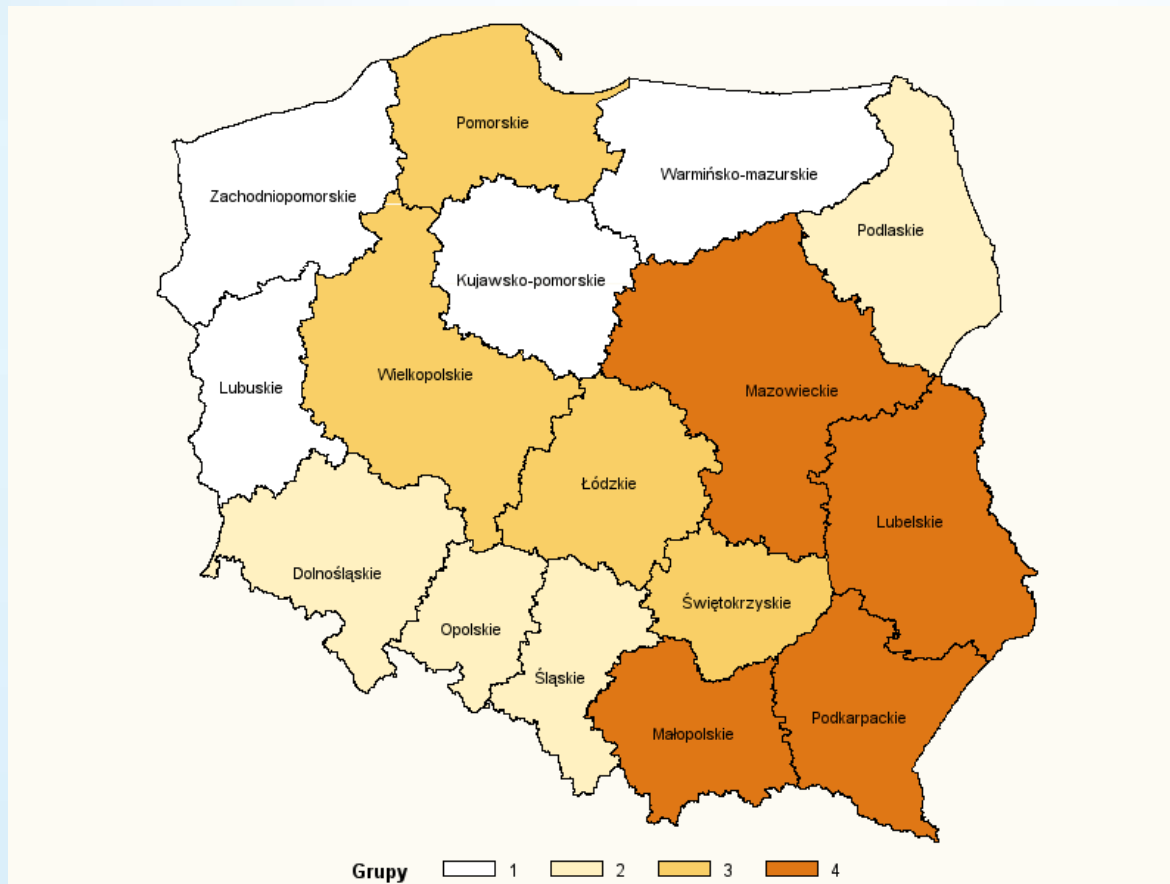 Pomorskie
Warmińsko-mazurskie
Zachodniopomorskie
Podlaskie
Kujawsko-pomorskie
Wielkopolskie
Lubuskie
Mazowieckie
Łódzkie
Lubelskie
Dolnośląskie
Świętokrzyskie
Opolskie
Śląskie
Podkarpackie
Małopolskie
Grupy 1 2 3 4